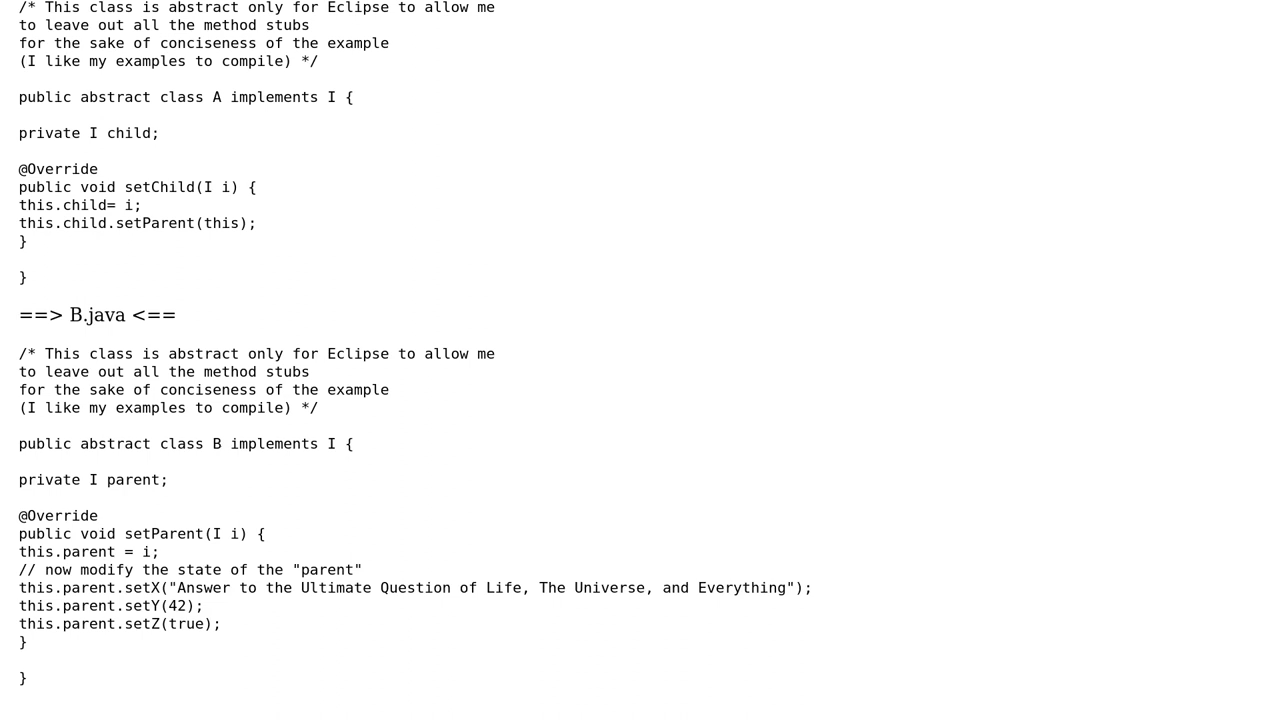 /* This class is abstract only for Eclipse to allow me
to leave out all the method stubs
for the sake of conciseness of the example
(I like my examples to compile) */
public abstract class A implements I {
private I child;
@Override
public void setChild(I i) {
this.child= i;
this.child.setParent(this);
}
}
==> B.java <==
/* This class is abstract only for Eclipse to allow me
to leave out all the method stubs
for the sake of conciseness of the example
(I like my examples to compile) */
public abstract class B implements I {
private I parent;
@Override
public void setParent(I i) {
this.parent = i;
// now modify the state of the "parent"
this.parent.setX("Answer to the Ultimate Question of Life, The Universe, and Everything");
this.parent.setY(42);
this.parent.setZ(true);
}
}